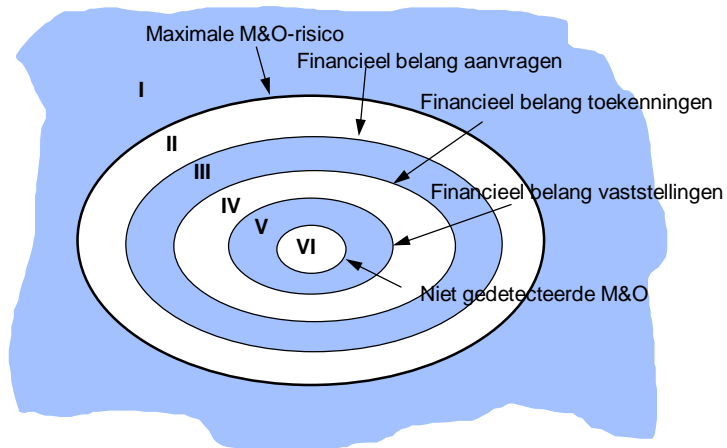 Maximale M&O-risico
Financieel belang aanvragen
I
Financieel belang toekenningen
II
III
Financieel belang vaststellingen
IV
V
VI
Niet gedetecteerde M&O